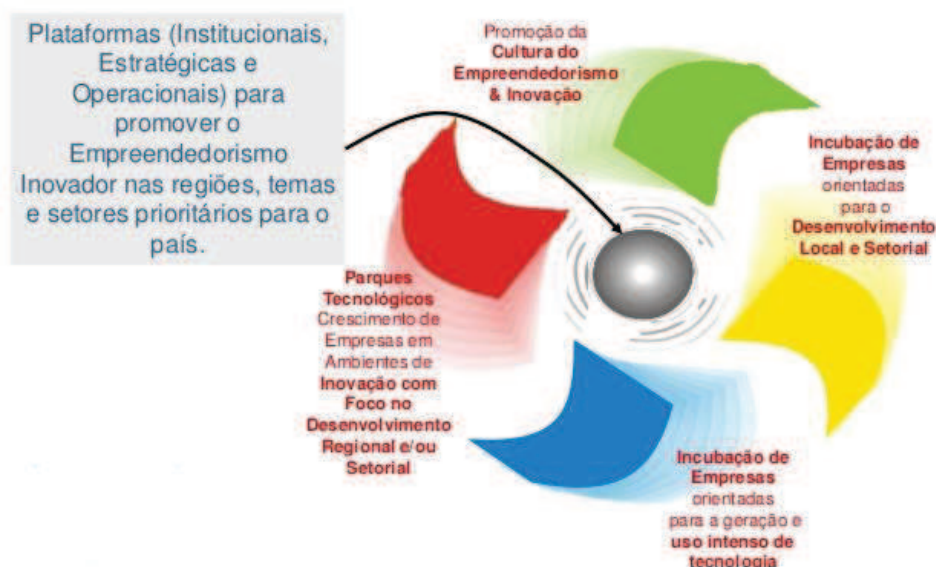 Plataformas (Institucionais,
Estratégicas e
Operacionais) para
promover o
Empreendedorismo
Inovador nas regiões, temas
e setores prioritários para o
país.
Promoção da
Cultura do
Empreendedorismo
& Inovação
Incubação de
Empresas
orientadas
para o
Desenvolvimento
Local e Setorial
Parques
Tecnológicos
Crescimento de
Empresas em
Ambientes de
Inovação com
Foco no
Desenvolvimento
Regional e/ou
Setorial
Incubação de
Empresas
orientadas
para a geração e
uso intenso de
tecnologia